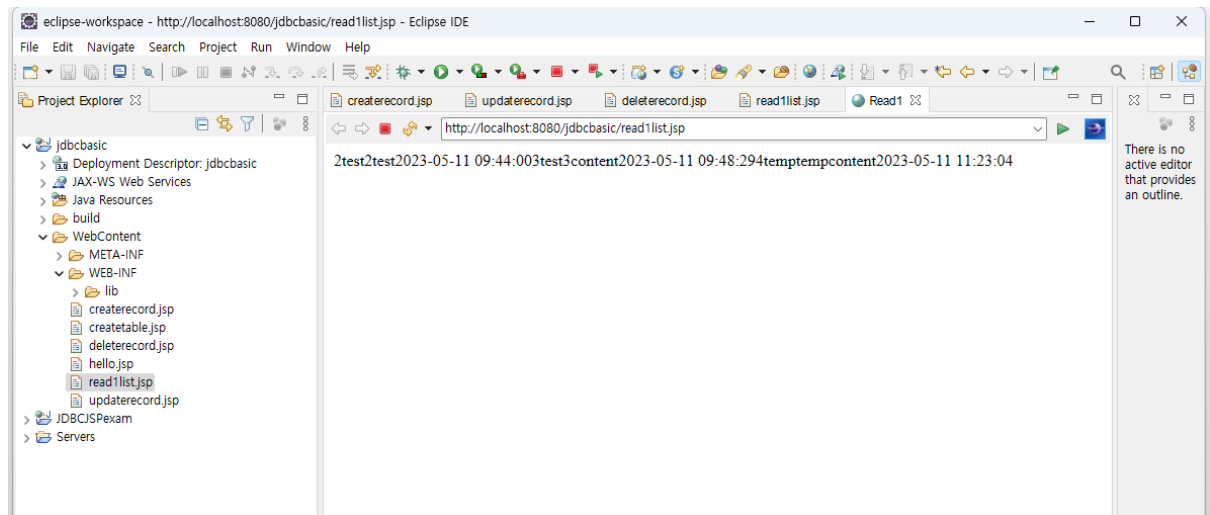 eclipse-workspace - http://localhost:8080/jdbcbasic/read1list.jsp - Eclipse IDE
File Edit Navigate Search Project Run Window Help
Project Explorer
createrecord.jsp updaterecord.jsp deleterecord.jsp read1list.jsp Read1
http://localhost:8080/jdbcbasic/read1list.jsp
jdbcbasic
Deployment Descriptor: jdbcbasic
JAX-WS Web Services
Java Resources
build
WebContent
META-INF
WEB-INF
lib
createrecord.jsp
createtable.jsp
deleterecord.jsp
hello.jsp
read1list.jsp
updaterecord.jsp
JDBCJSPexam
Servers
2test2test2023-05-11 09:44:003test3content2023-05-11 09:48:294temptempcontent2023-05-11 11:23:04
There is no
active editor
that provides
an outline.